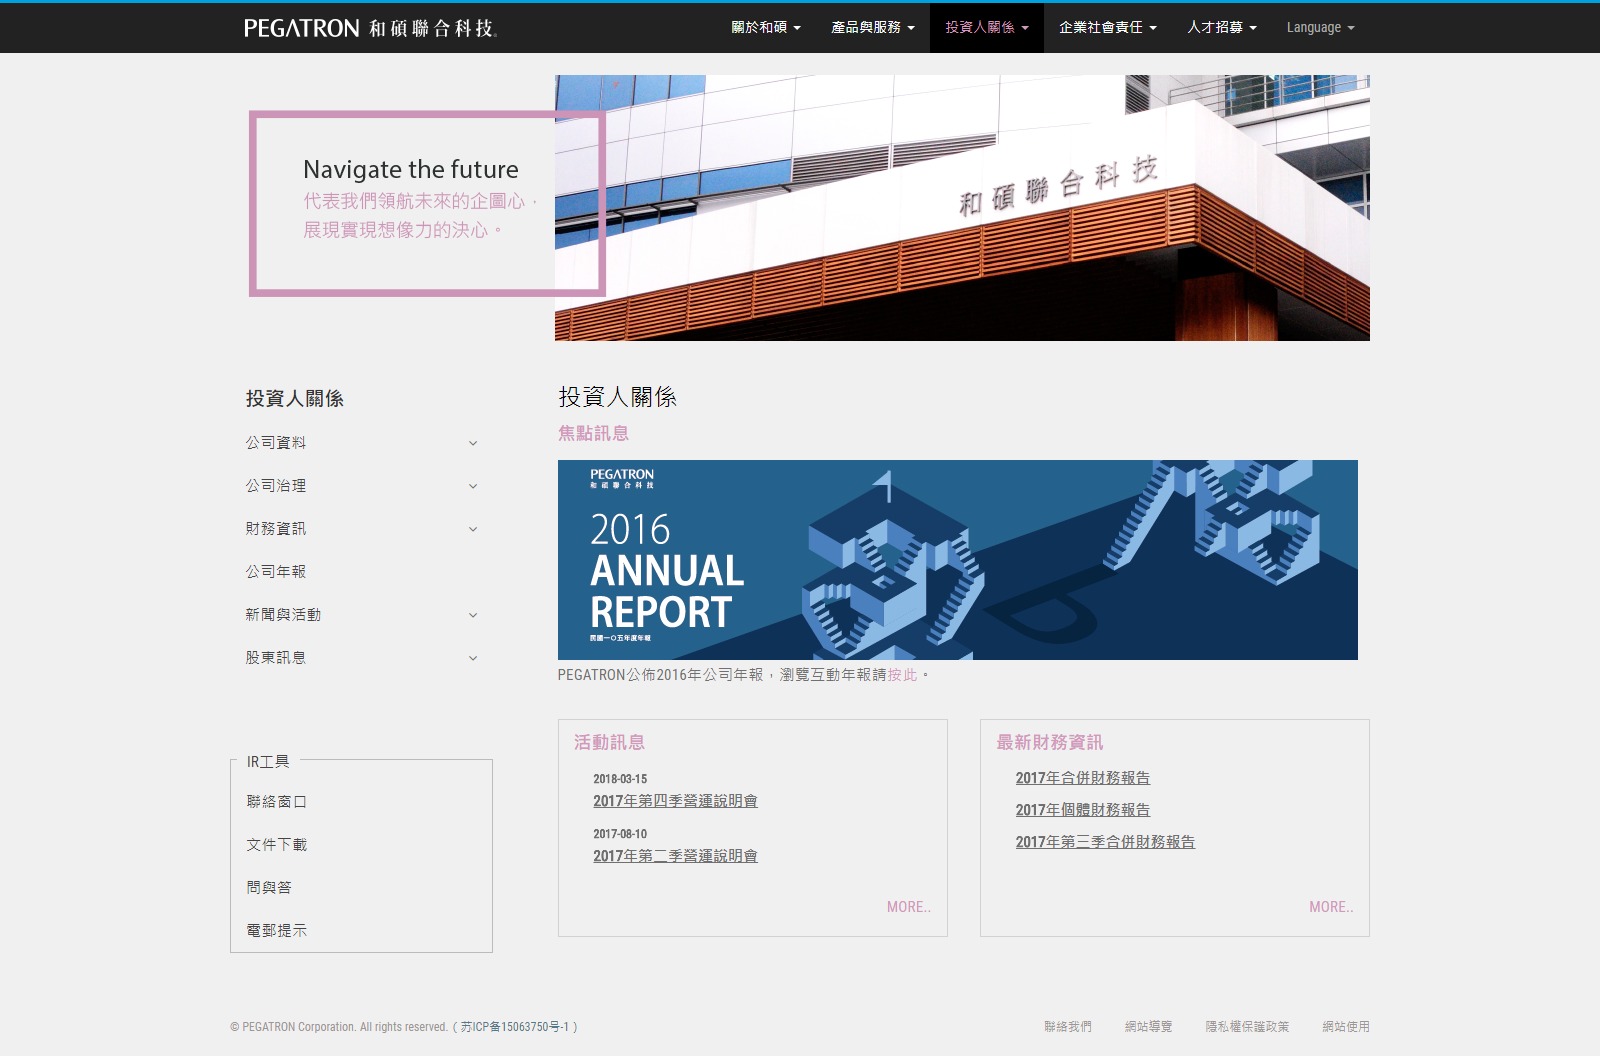 PEGATRON 和碩聯合科技
關於和碩 產品與服務 投資人關係 企業社會責任 人才招募 Language
Navigate the future
代表我們領航未來的企圖心，
展現實現想像力的決心。
和碩聯合科技
投資人關係
公司資料
公司治理
財務資訊
公司年報
新聞與活動
股東訊息
IR工具
聯絡窗口
文件下載
問與答
電郵提示
投資人關係
焦點訊息
PEGATRON
和碩聯合科技
2016
ANNUAL
REPORT
民國一〇五年度年報
PEGATRON公佈2016年公司年報，瀏覽互動年報請按此。
活動訊息
2018-03-15
2017年第四季營運說明會
2017-08-10
2017年第二季營運說明會
MORE..
最新財務資訊
2017年合併財務報告
2017年個體財務報告
2017年第三季合併財務報告
MORE..
© PEGATRON Corporation. All rights reserved. ( 苏ICP备15063750号-1 )
聯絡我們 網站導覽 隱私權保護政策 網站使用